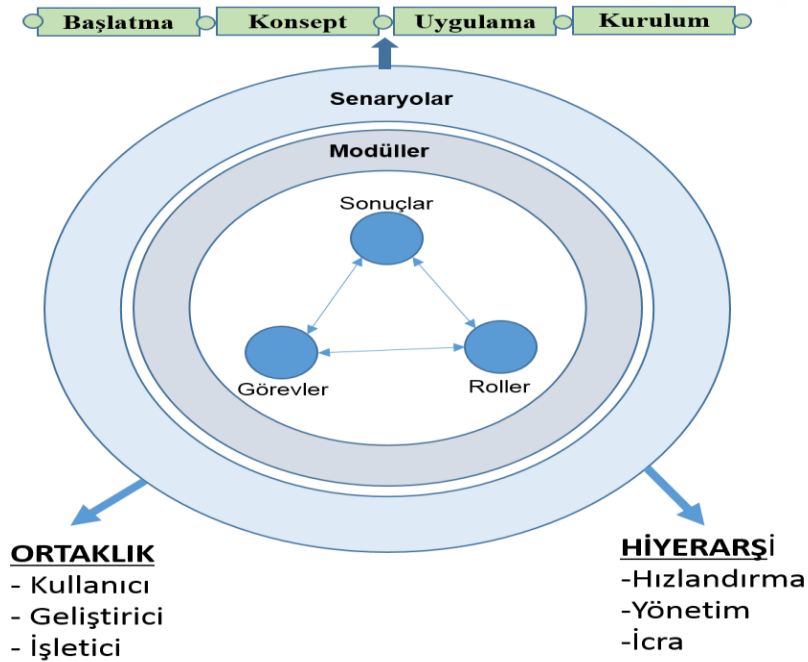 Başlatma Konsept Uygulama Kurulum
Senaryolar
Modüller
Sonuçlar
Görevler
Roller
ORTAKLIK
- Kullanıcı
- Geliştirici
- İşletici
HİYERARŞİ
-Hızlandırma
-Yönetim
-İcra